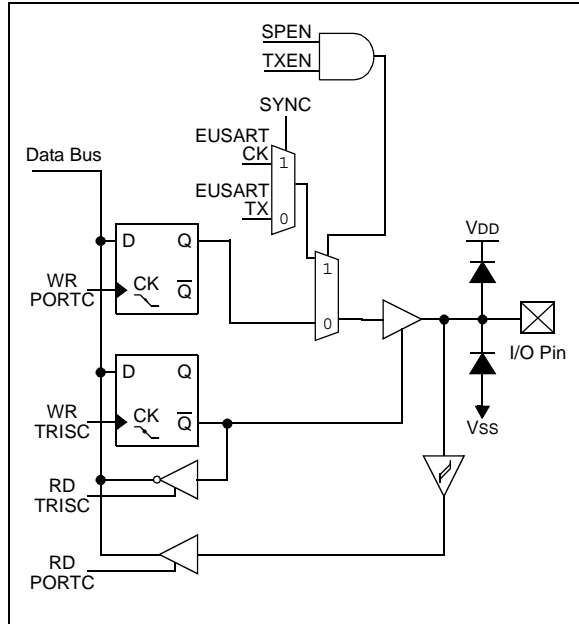 SPEN
TXEN
SYNC
EUSART
CK
1
Data Bus
EUSART
TX
0
VDD
D Q
1
WR
PORTC
CK
Q
0
I/O Pin
D Q
WR
TRISC
CK
Q
VSS
RD
TRISC
RD
PORTC